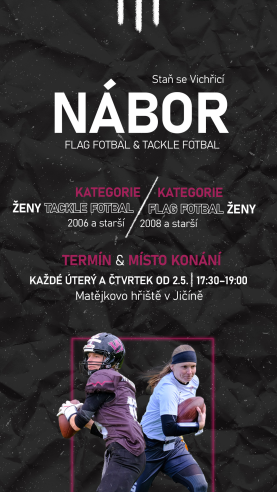 Staň se Vichřicí
NÁBOR
FLAG FOTBAL & TACKLE FOTBAL
KATEGORIE / KATEGORIE
ŽENY TACKLE FOTBAL / FLAG FOTBAL ŽENY
2006 a starší / 2008 a starší
TERMÍN & MÍSTO KONÁNÍ
KAŽDÉ ÚTERÝ A ČTVRTEK OD 2.5. | 17:30–19:00
Matějkovo hřiště v Jičíně